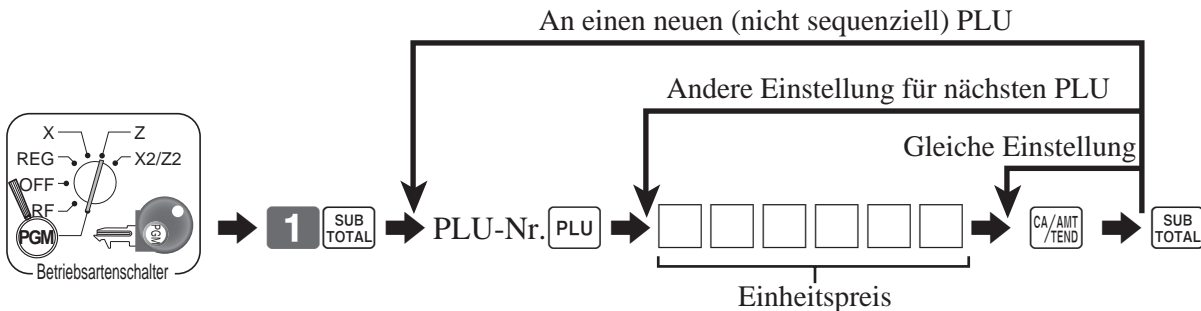 An einen neuen (nicht sequenziell) PLU
Andere Einstellung für nächsten PLU
Gleiche Einstellung
X Z
REG X2/Z2
OFF
RF
PGM
PGM
Betriebsartenschalter
1 SUB TOTAL PLU-Nr. PLU CA/AMT /TEND SUB TOTAL
Einheitspreis